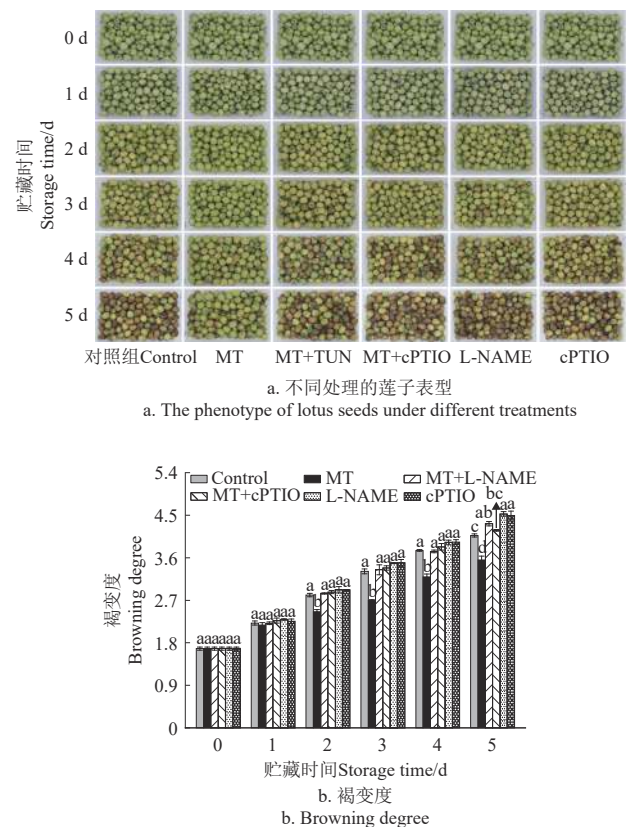 0 d
1 d
2 d
3 d
4 d
5 d
贮藏时间
Storage time/d
对照组Control MT MT+TUN MT+cPTIO L-NAME cPTIO
a. 不同处理的莲子表型
a. The phenotype of lotus seeds under different treatments
5.4
4.5
3.6
2.7
1.8
0.9
0
褐变度
Browning degree
Control MT MT+L-NAME
MT+cPTIO L-NAME cPTIO
aaaaaa
aaaaaa
a b a a a a
a b a a a a
a b a a a a
c d ab bc a a
0 1 2 3 4 5
贮藏时间Storage time/d
b. 褐变度
b. Browning degree